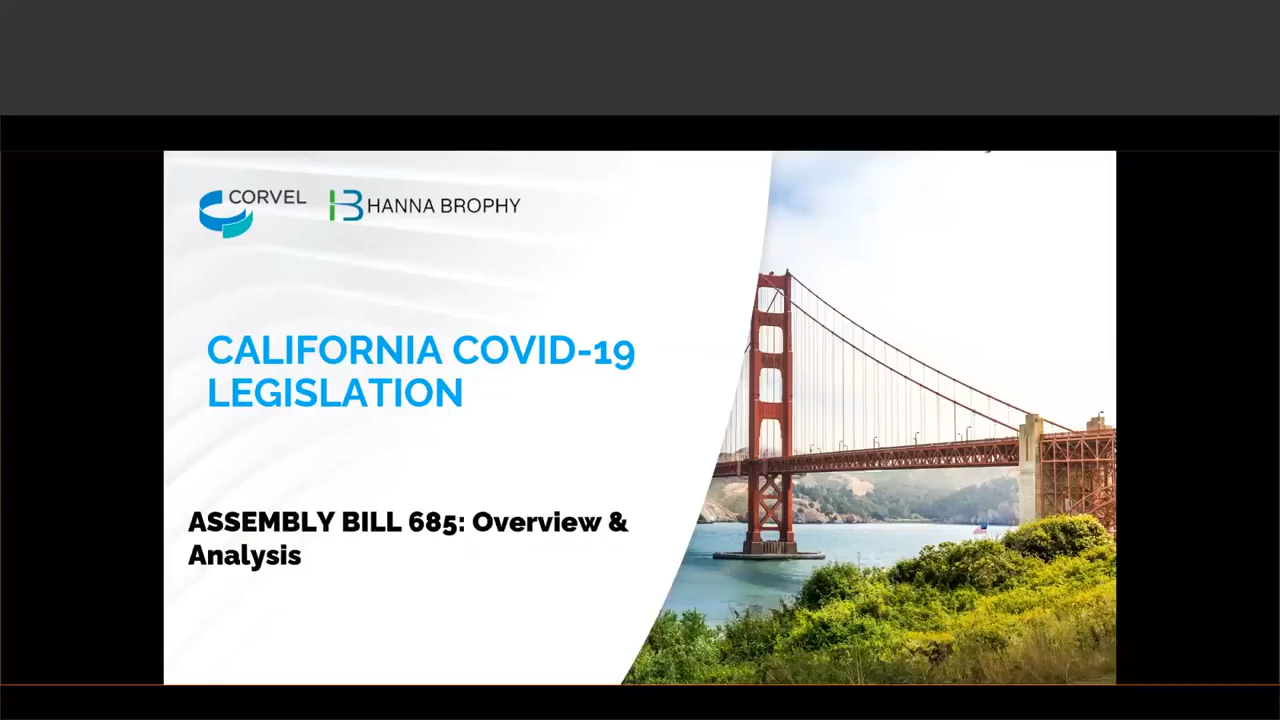 CORVEL
HANNA BROPHY
CALIFORNIA COVID-19
LEGISLATION
ASSEMBLY BILL 685: Overview &
Analysis